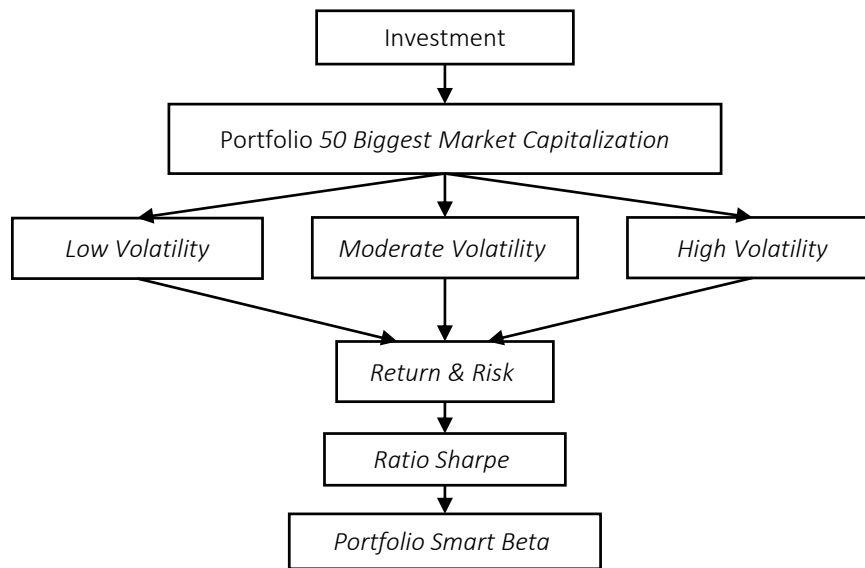 Investment
Portfolio 50 Biggest Market Capitalization
Low Volatility
Moderate Volatility
High Volatility
Return & Risk
Ratio Sharpe
Portfolio Smart Beta